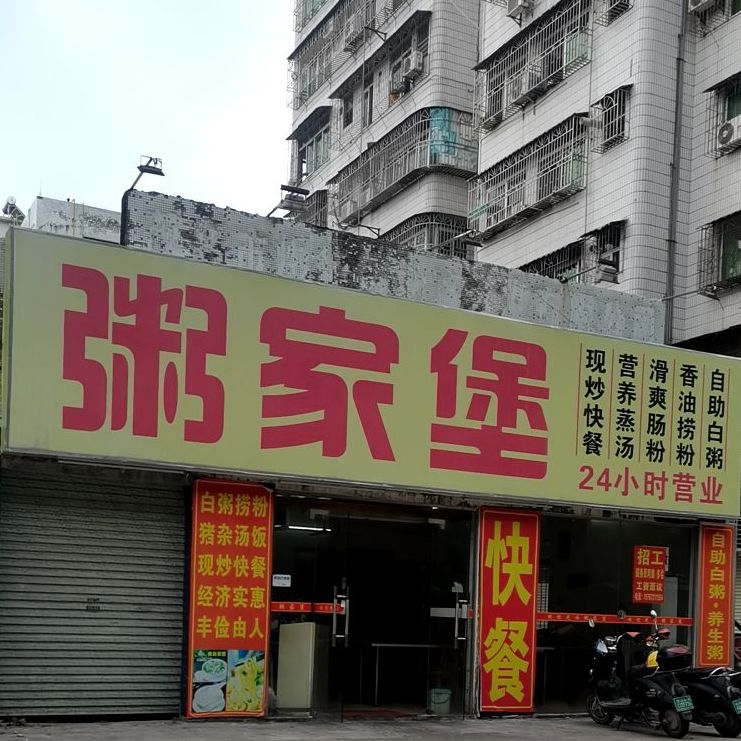 粥家堡
现炒快餐
营养蒸汤
滑爽肠粉
香油捞粉
自助白粥
24小时营业
白粥捞粉
猪杂汤饭
现炒快餐
经济实惠
丰俭由人
快餐
招工
自助白粥·养生粥